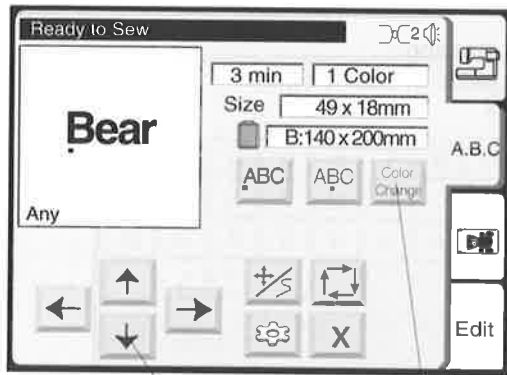 Ready to Sew
2
3 min
1 Color
Size
49 x 18mm
B:140 x 200mm
Bear
Any
ABC
ABC
Color
Change
A.B.C
X
Edit